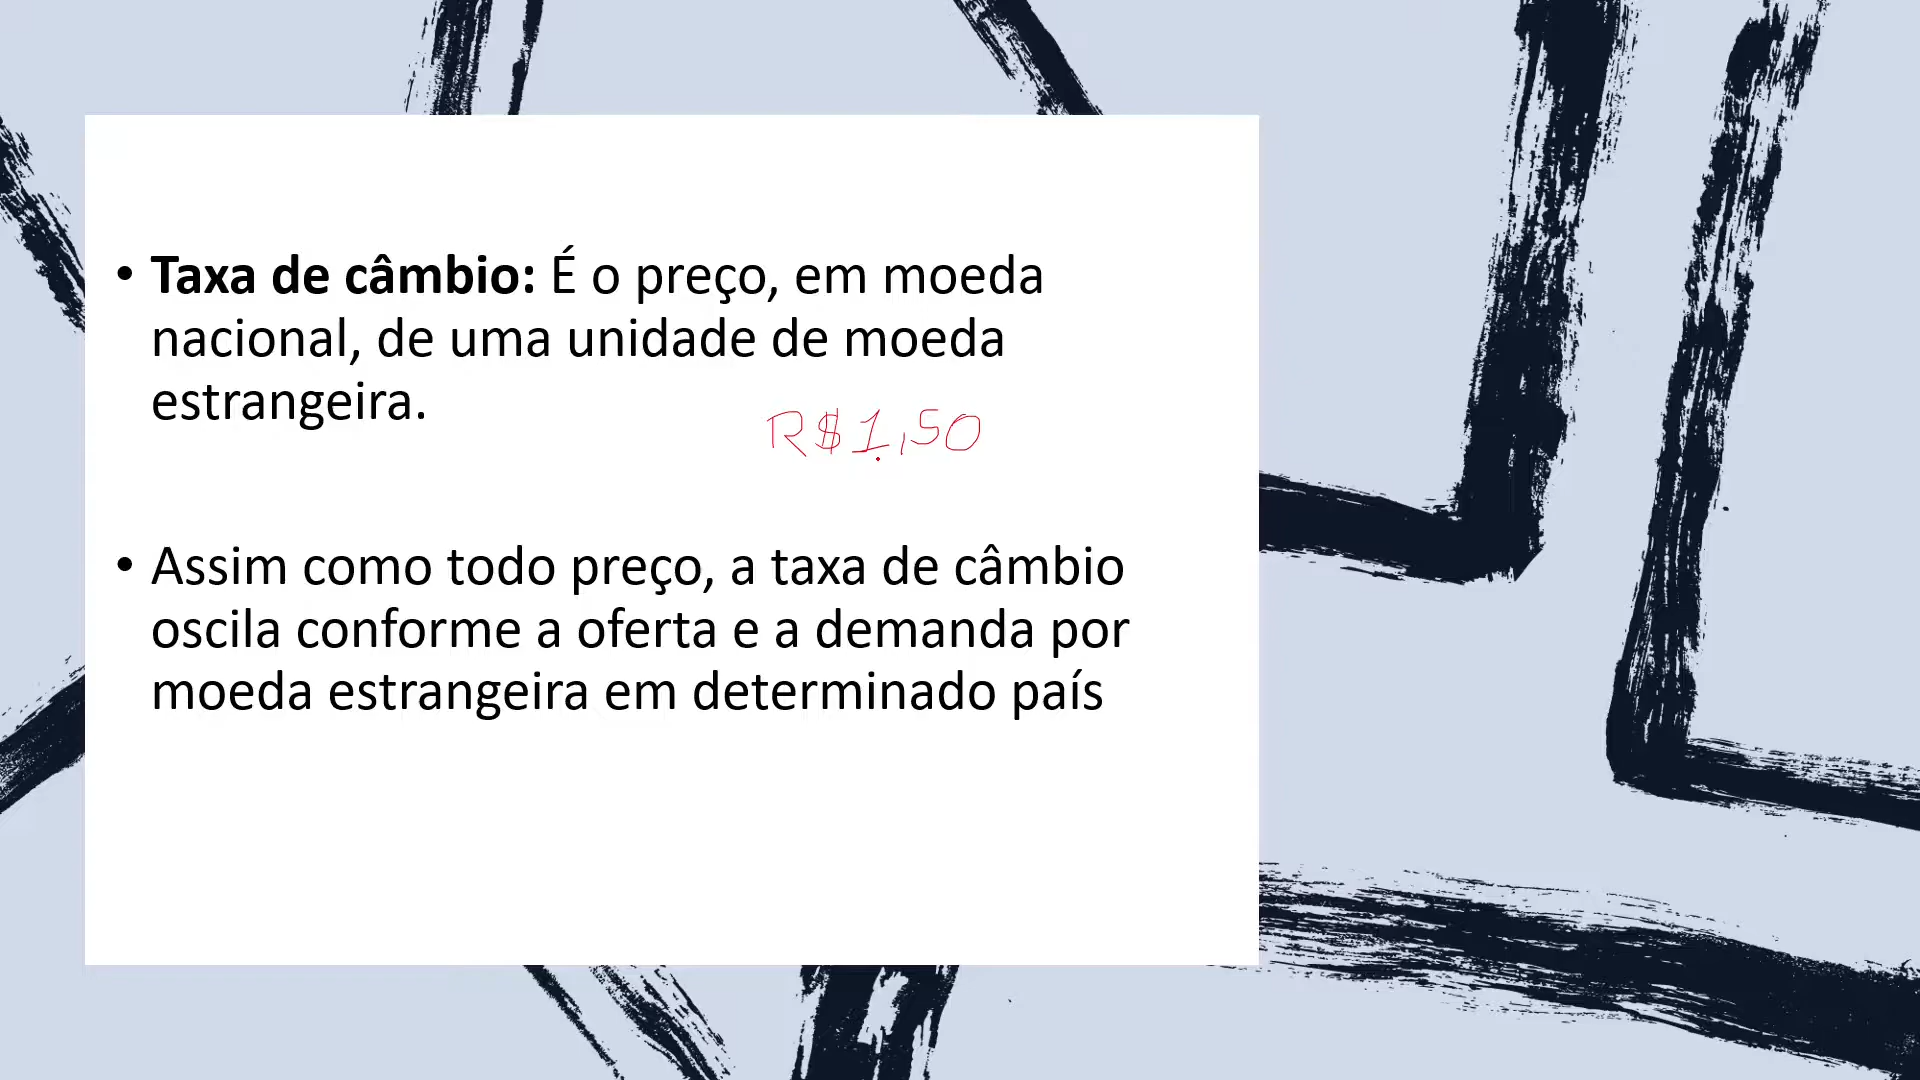 • Taxa de câmbio: É o preço, em moeda
nacional, de uma unidade de moeda
estrangeira.
R$1,50
• Assim como todo preço, a taxa de câmbio
oscila conforme a oferta e a demanda por
moeda estrangeira em determinado país